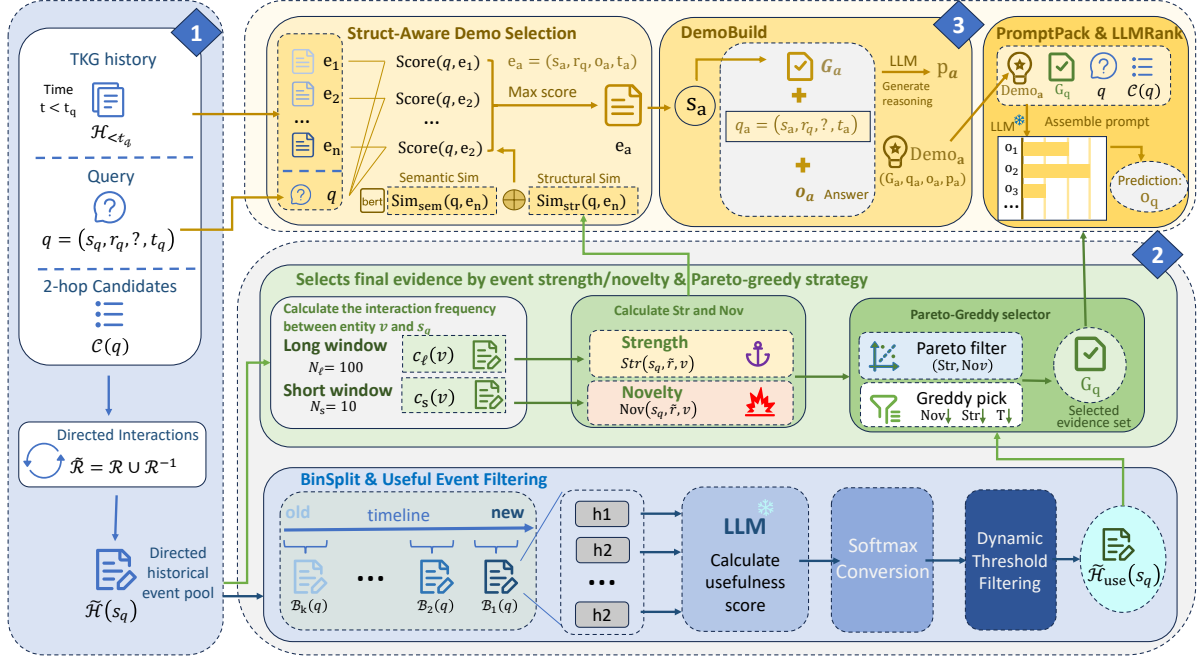 1
TKG history
Time
t < t_q
ℋ_{<t_q}
Query
q = (s_q, r_q, ?, t_q)
2-hop Candidates
𝒞(q)
Directed Interactions
ℛ̃ = ℛ ∪ ℛ⁻¹
ℋ̃(s_q)
Directed
historical
event pool
3
Struct-Aware Demo Selection
e_1
e_2
...
e_n
q
Score(q, e_1)
Score(q, e_2)
...
Score(q, e_2)
e_a = (s_a, r_q, o_a, t_a)
Max score
e_a
Semantic Sim
bert
Sim_sem(q, e_n)
Structural Sim
Sim_str(q, e_n)
DemoBuild
s_a
G_a
+
q_a = (s_a, r_q, ?, t_a)
+
o_a Answer
LLM
Generate
reasoning
p_a
Demo_a
(G_a, q_a, o_a, p_a)
PromptPack & LLMRank
Demo_a
G_q
q
𝒞(q)
LLM
Assemble prompt
o_1
o_2
o_3
...
Prediction:
o_q
2
Selects final evidence by event strength/novelty & Pareto-greedy strategy
Calculate the interaction frequency
between entity v and s_q
Long window
N_ℓ = 100
c_ℓ(v)
Short window
N_s = 10
c_s(v)
Calculate Str and Nov
Strength
Str(s_q, r̃, v)
Novelty
Nov(s_q, r̃, v)
Pareto-Greddy selector
Pareto filter
(Str, Nov)
Greddy pick
Nov↓ Str↓ T↓
G_q
Selected
evidence set
BinSplit & Useful Event Filtering
old
timeline
new
...
ℬ_k(q)
ℬ_2(q)
ℬ_1(q)
h1
h2
...
h2
LLM
Calculate
usefulness
score
Softmax
Conversion
Dynamic
Threshold
Filtering
ℋ̃_use(s_q)